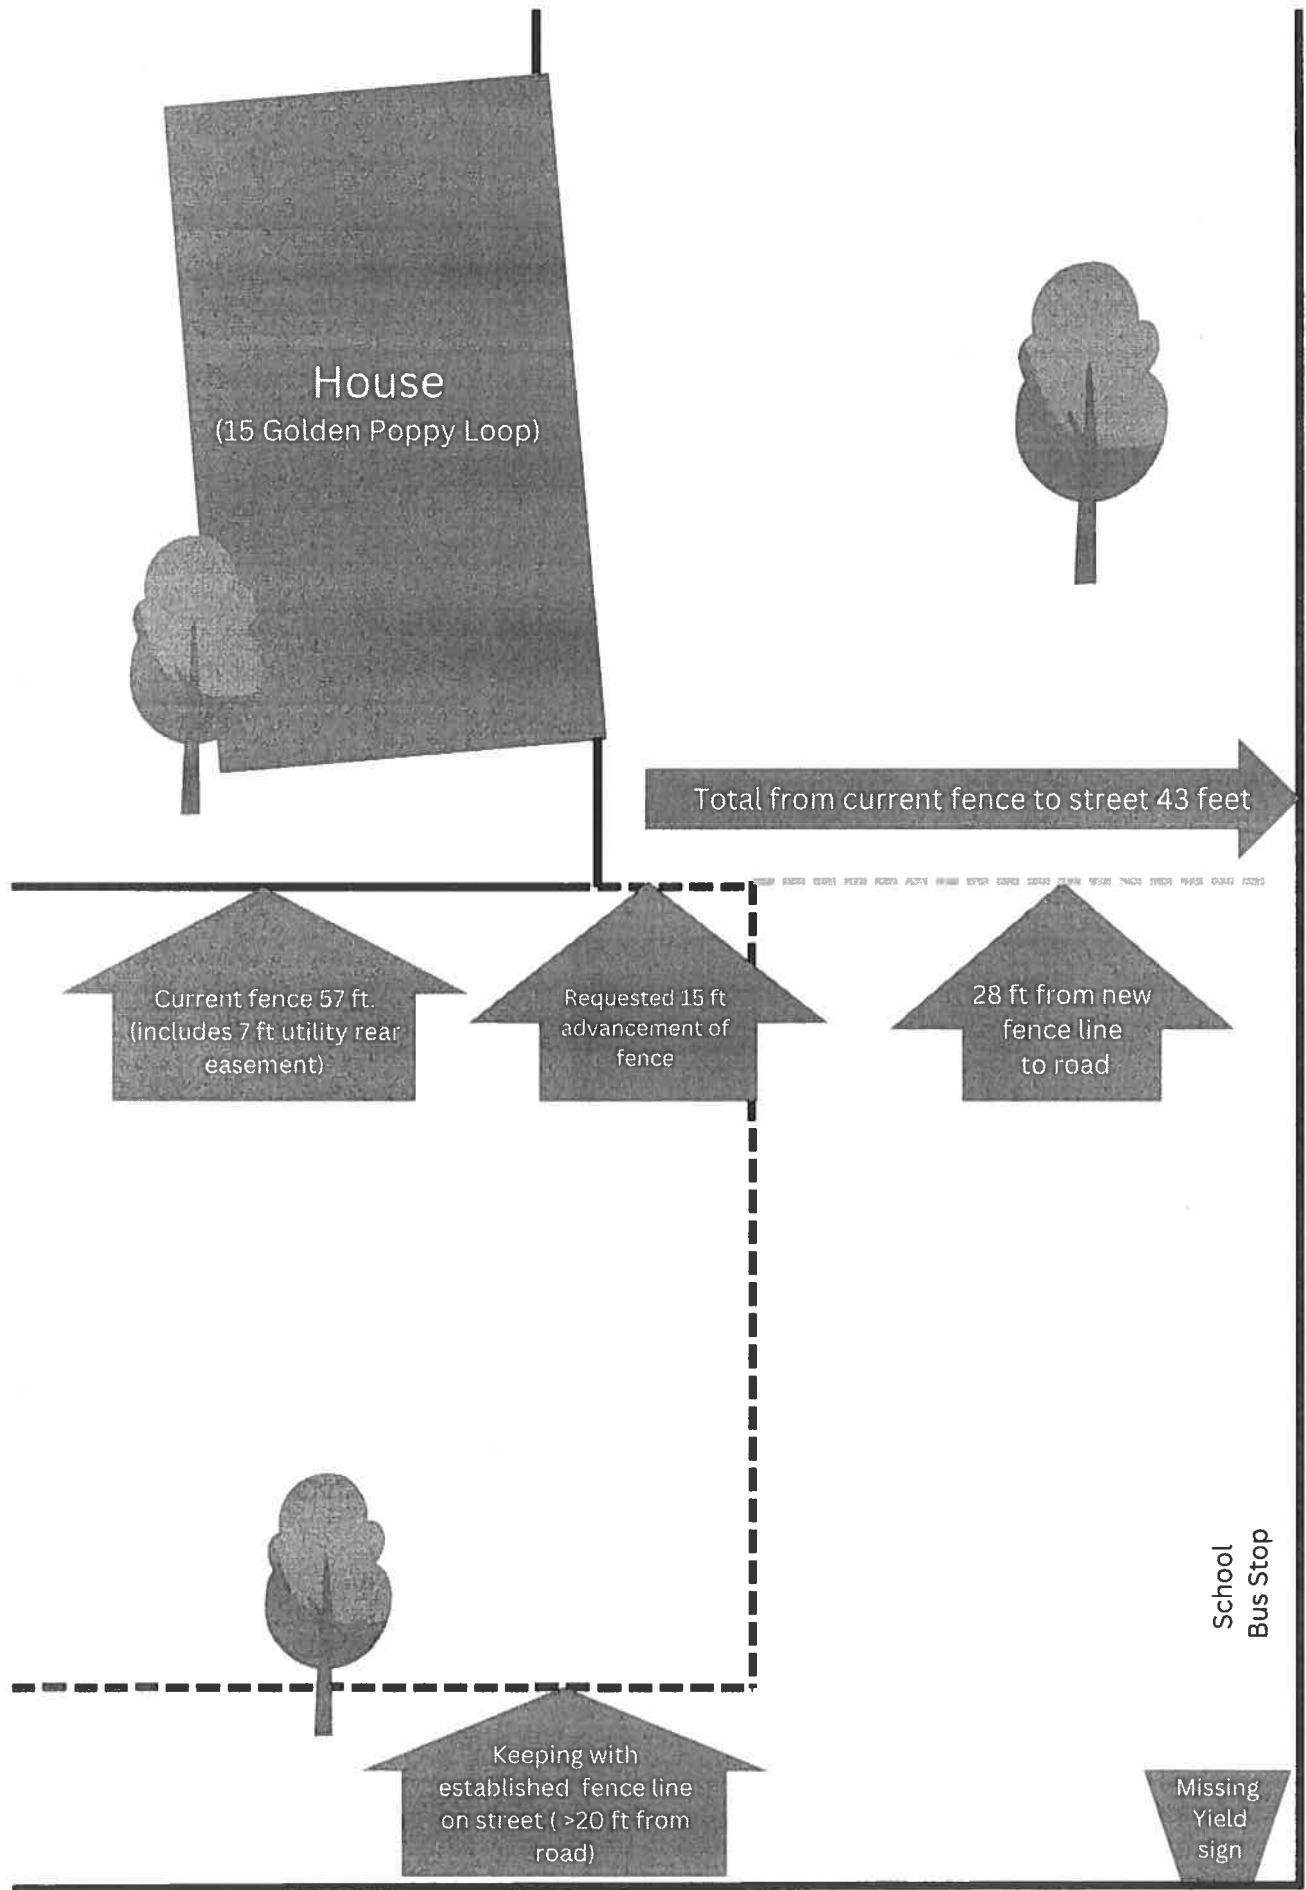 House
(15 Golden Poppy Loop)
Total from current fence to street 43 feet
Current fence 57 ft.
(includes 7 ft utility rear
easement)
Requested 15 ft
advancement of
fence
28 ft from new
fence line
to road
School
Bus Stop
Keeping with
established fence line
on street ( >20 ft from
road)
Missing
Yield
sign